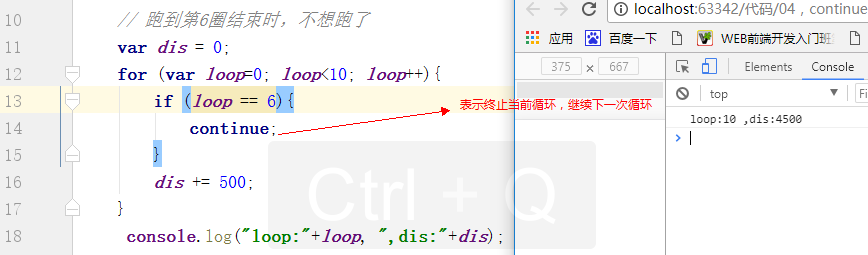 10 // 跑到第6圈结束时，不想跑了
11 var dis = 0;
12 for (var loop=0; loop<10; loop++){
13 if (loop == 6){
14 continue;
15 }
16 dis += 500;
17 }
18 console.log("loop:"+loop, ",dis:"+dis);
表示终止当前循环，继续下一次循环
Ctrl + Q
localhost:63342/代码/04，continue
应用 百度一下 WEB前端开发入门班
375 × 667
Elements Console
top Fi
loop:10 ,dis:4500